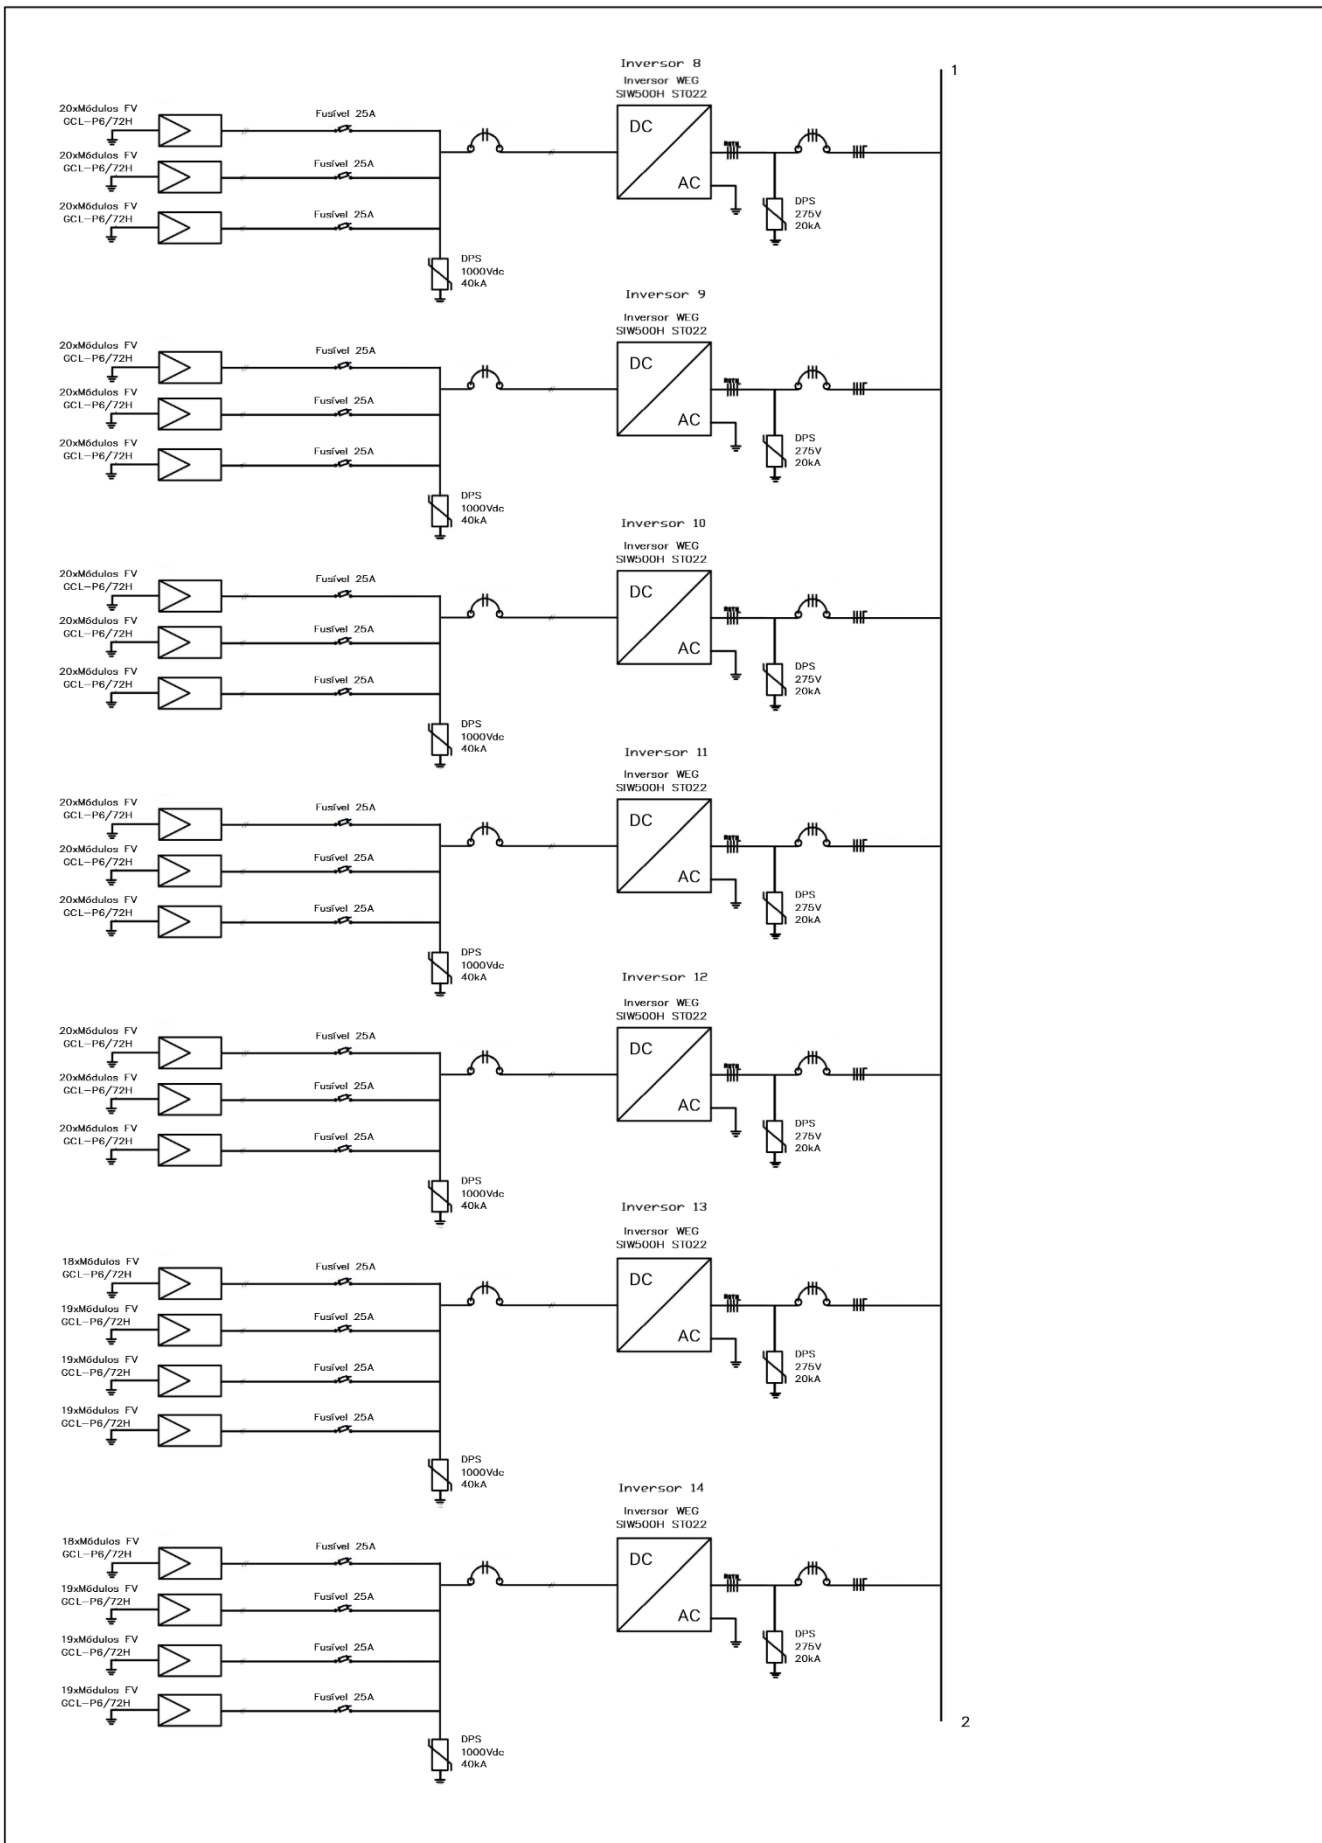 Inversor 8
Inversor WEG
SIW500H ST022
1
20xMódulos FV
GCL-P6/72H
Fusível 25A
DC
20xMódulos FV
GCL-P6/72H
Fusível 25A
AC
20xMódulos FV
GCL-P6/72H
Fusível 25A
DPS
275V
20kA
DPS
1000Vdc
40kA
Inversor 9
Inversor WEG
SIW500H ST022
20xMódulos FV
GCL-P6/72H
Fusível 25A
DC
20xMódulos FV
GCL-P6/72H
Fusível 25A
AC
20xMódulos FV
GCL-P6/72H
Fusível 25A
DPS
275V
20kA
DPS
1000Vdc
40kA
Inversor 10
Inversor WEG
SIW500H ST022
20xMódulos FV
GCL-P6/72H
Fusível 25A
DC
20xMódulos FV
GCL-P6/72H
Fusível 25A
AC
20xMódulos FV
GCL-P6/72H
Fusível 25A
DPS
275V
20kA
DPS
1000Vdc
40kA
Inversor 11
Inversor WEG
SIW500H ST022
20xMódulos FV
GCL-P6/72H
Fusível 25A
DC
20xMódulos FV
GCL-P6/72H
Fusível 25A
AC
20xMódulos FV
GCL-P6/72H
Fusível 25A
DPS
275V
20kA
DPS
1000Vdc
40kA
Inversor 12
Inversor WEG
SIW500H ST022
20xMódulos FV
GCL-P6/72H
Fusível 25A
DC
20xMódulos FV
GCL-P6/72H
Fusível 25A
AC
20xMódulos FV
GCL-P6/72H
Fusível 25A
DPS
275V
20kA
DPS
1000Vdc
40kA
Inversor 13
Inversor WEG
SIW500H ST022
18xMódulos FV
GCL-P6/72H
Fusível 25A
DC
19xMódulos FV
GCL-P6/72H
Fusível 25A
AC
19xMódulos FV
GCL-P6/72H
Fusível 25A
DPS
275V
20kA
19xMódulos FV
GCL-P6/72H
Fusível 25A
DPS
1000Vdc
40kA
Inversor 14
Inversor WEG
SIW500H ST022
18xMódulos FV
GCL-P6/72H
Fusível 25A
DC
19xMódulos FV
GCL-P6/72H
Fusível 25A
AC
19xMódulos FV
GCL-P6/72H
Fusível 25A
DPS
275V
20kA
19xMódulos FV
GCL-P6/72H
Fusível 25A
2
DPS
1000Vdc
40kA